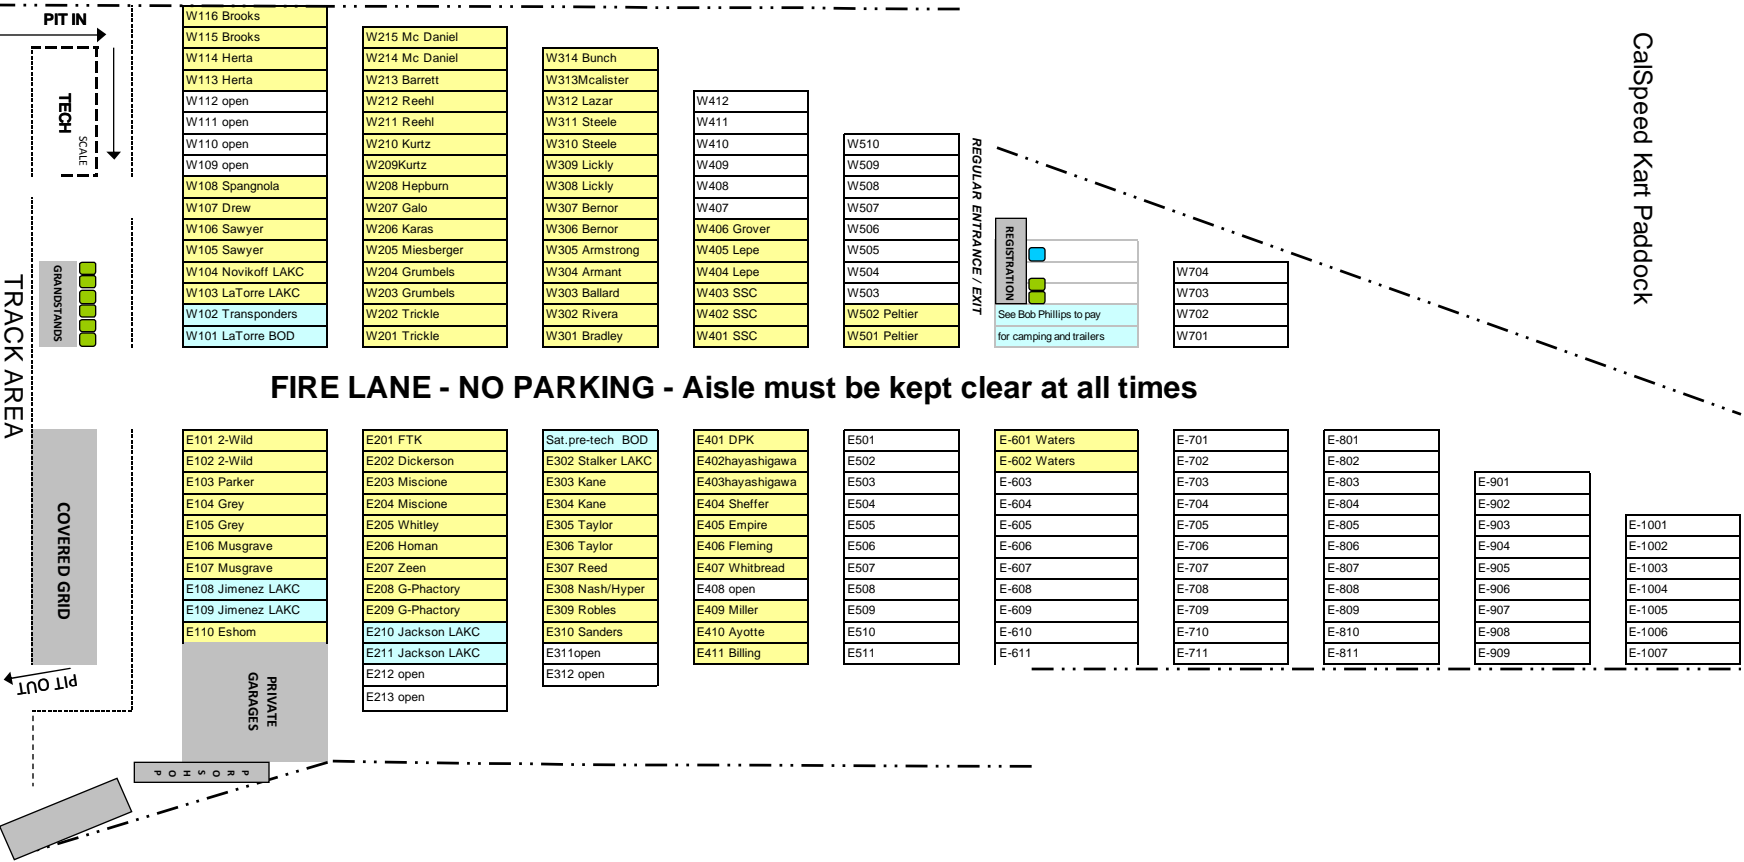 PIT IN
TECH
SCALE
GRANDSTANDS
TRACK AREA
COVERED GRID
PIT OUT
W116 Brooks
W115 Brooks
W114 Herta
W113 Herta
W112 open
W111 open
W110 open
W109 open
W108 Spangnola
W107 Drew
W106 Sawyer
W105 Sawyer
W104 Novikoff LAKC
W103 LaTorre LAKC
W102 Transponders
W101 LaTorre BOD
W215 Mc Daniel
W214 Mc Daniel
W213 Barrett
W212 Reehl
W211 Reehl
W210 Kurtz
W209Kurtz
W208 Hepburn
W207 Galo
W206 Karas
W205 Miesberger
W204 Grumbels
W203 Grumbels
W202 Trickle
W201 Trickle
W314 Bunch
W313Mcalister
W312 Lazar
W311 Steele
W310 Steele
W309 Lickly
W308 Lickly
W307 Bernor
W306 Bernor
W305 Armstrong
W304 Armant
W303 Ballard
W302 Rivera
W301 Bradley
W412
W411
W410
W409
W408
W407
W406 Grover
W405 Lepe
W404 Lepe
W403 SSC
W402 SSC
W401 SSC
W510
W509
W508
W507
W506
W505
W504
W503
W502 Peltier
W501 Peltier
REGULAR ENTRANCE / EXIT
REGISTRATION
See Bob Phillips to pay
for camping and trailers
W704
W703
W702
W701
CalSpeed Kart Paddock
FIRE LANE - NO PARKING - Aisle must be kept clear at all times
E101 2-Wild
E102 2-Wild
E103 Parker
E104 Grey
E105 Grey
E106 Musgrave
E107 Musgrave
E108 Jimenez LAKC
E109 Jimenez LAKC
E110 Eshom
PRIVATE
GARAGES
PROSHOP
E201 FTK
E202 Dickerson
E203 Miscione
E204 Miscione
E205 Whitley
E206 Homan
E207 Zeen
E208 G-Phactory
E209 G-Phactory
E210 Jackson LAKC
E211 Jackson LAKC
E212 open
E213 open
Sat.pre-tech BOD
E302 Stalker LAKC
E303 Kane
E304 Kane
E305 Taylor
E306 Taylor
E307 Reed
E308 Nash/Hyper
E309 Robles
E310 Sanders
E311open
E312 open
E401 DPK
E402hayashigawa
E403hayashigawa
E404 Sheffer
E405 Empire
E406 Fleming
E407 Whitbread
E408 open
E409 Miller
E410 Ayotte
E411 Billing
E501
E502
E503
E504
E505
E506
E507
E508
E509
E510
E511
E-601 Waters
E-602 Waters
E-603
E-604
E-605
E-606
E-607
E-608
E-609
E-610
E-611
E-701
E-702
E-703
E-704
E-705
E-706
E-707
E-708
E-709
E-710
E-711
E-801
E-802
E-803
E-804
E-805
E-806
E-807
E-808
E-809
E-810
E-811
E-901
E-902
E-903
E-904
E-905
E-906
E-907
E-908
E-909
E-1001
E-1002
E-1003
E-1004
E-1005
E-1006
E-1007